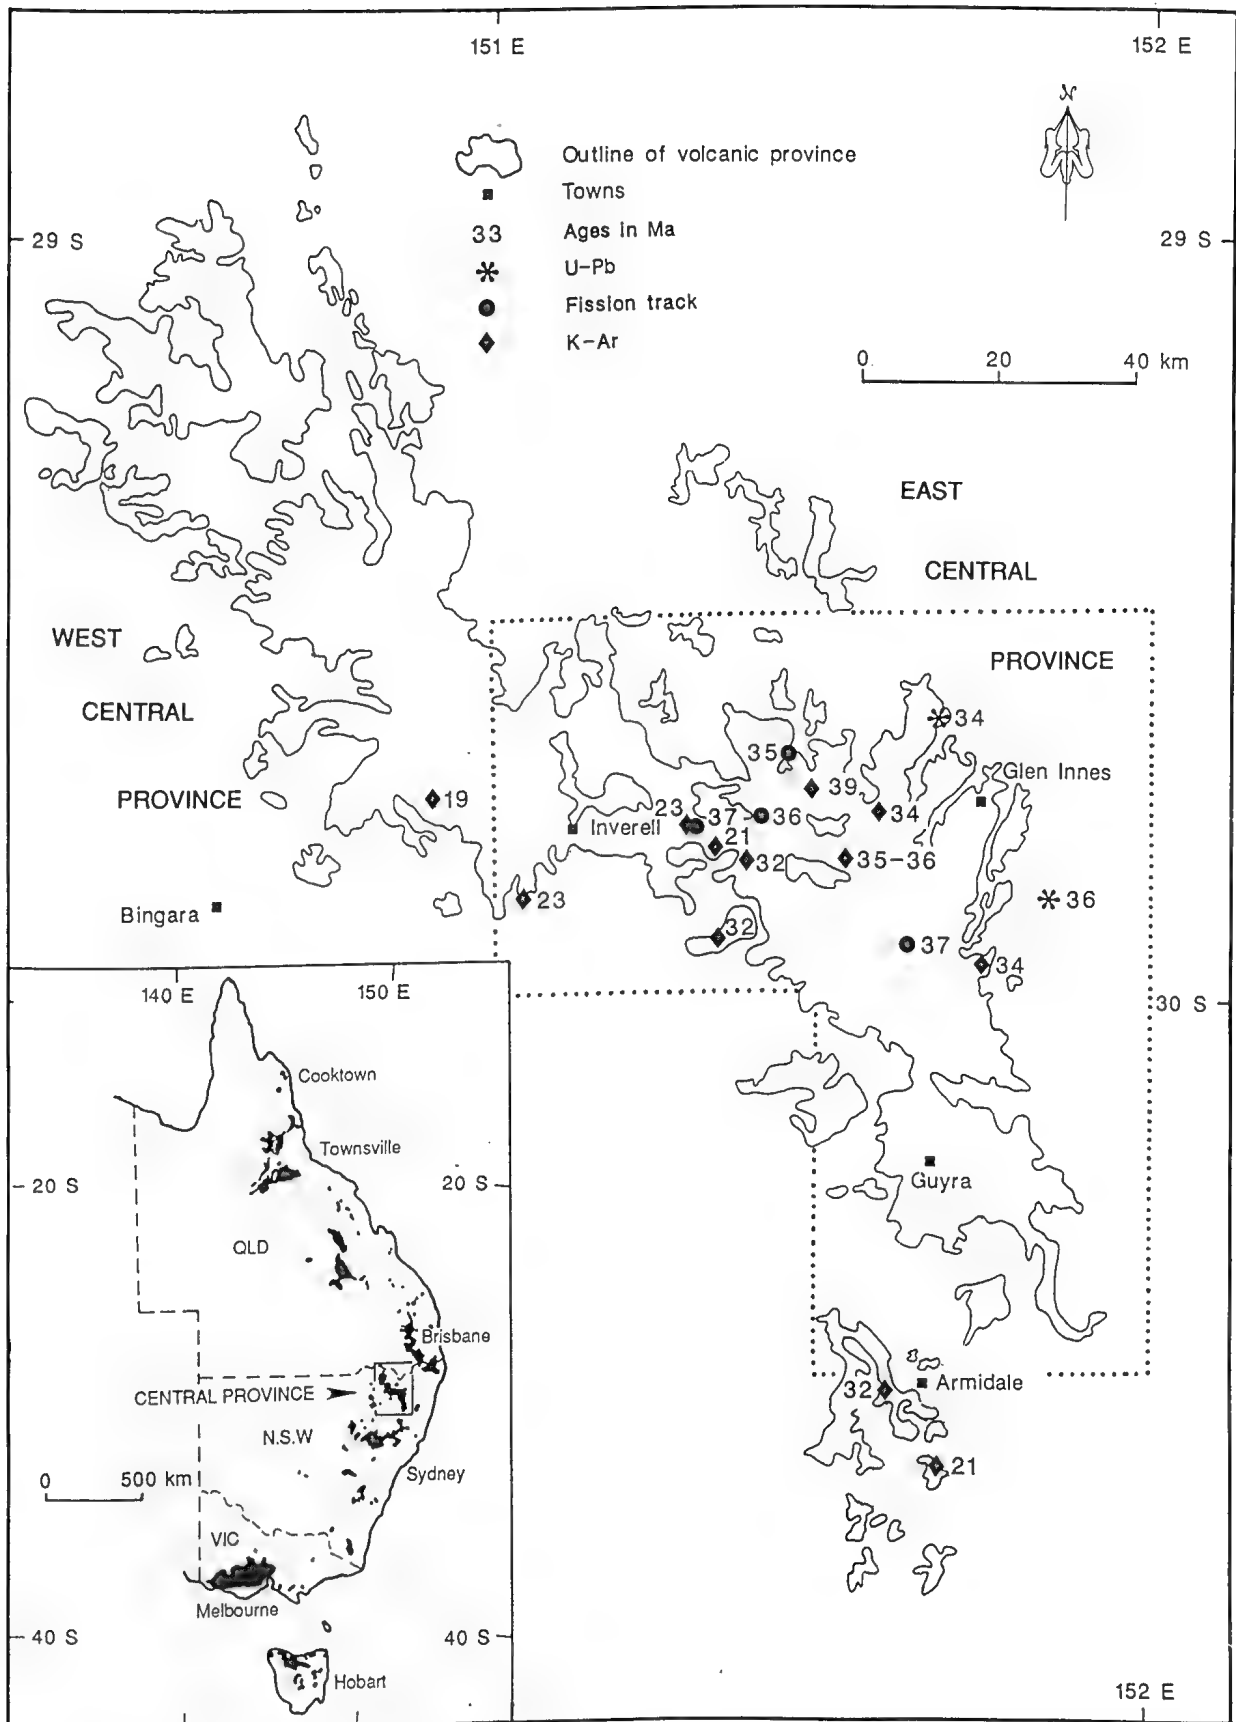 151 E
152 E
N
Outline of volcanic province
Towns
33 Ages in Ma
U-Pb
Fission track
K-Ar
29 S
29 S
0 20 40 km
EAST
CENTRAL
PROVINCE
WEST
CENTRAL
PROVINCE
34
35
Glen Innes
39
19
23
37
36
34
Inverell
21
32
35-36
23
36
Bingara
32
37
34
30 S
140 E
150 E
Cooktown
Townsville
20 S
20 S
Guyra
QLD
Brisbane
CENTRAL PROVINCE
32
Armidale
N.S.W
21
0 500 km
Sydney
VIC
Melbourne
40 S
40 S
Hobart
152 E